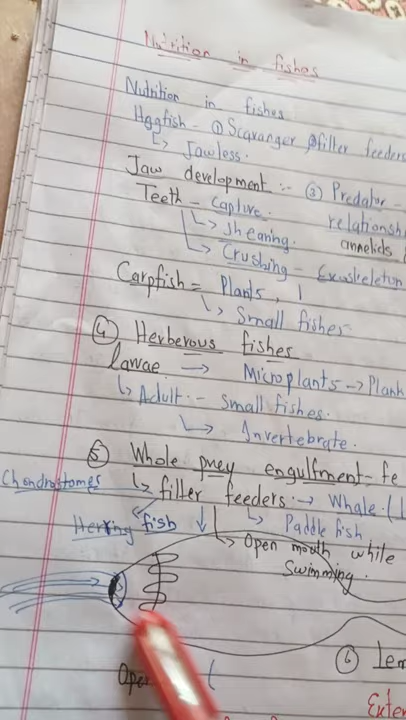 Nutrition in fishes
Nutrition in fishes
Hagfish - ① Scavanger, ② filter feeders
↳ Jawless.
Jaw development :- ③ Predator -
Teeth - capture. relationsh
↳ shearing. annelids
↳ Crushing - Exoskeleton
Carpfish = Plants,
↳ Small fishes.
④ Herberous fishes
larvae → Microplants → Plank
↳ Adult :- small fishes.
↳ Invertebrate.
⑤ Whole prey engulfment - fe
Chondrostomes ↳ filter feeders → Whale (
Herring fish ↳ Paddle fish
↳ Open mouth while
swimming.
⑥
Exter